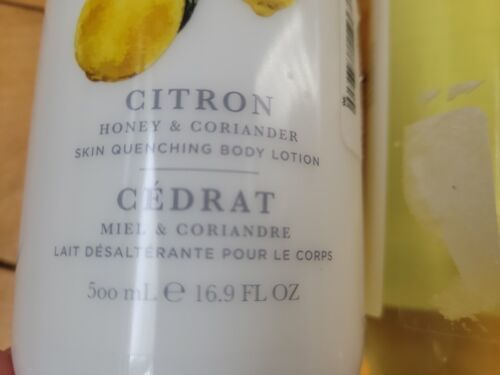 CITRON
HONEY & CORIANDER
SKIN QUENCHING BODY LOTION
CÉDRAT
MIEL & CORIANDRE
LAIT DÉSALTÉRANTE POUR LE CORPS
500 mL ℮ 16.9 FL OZ